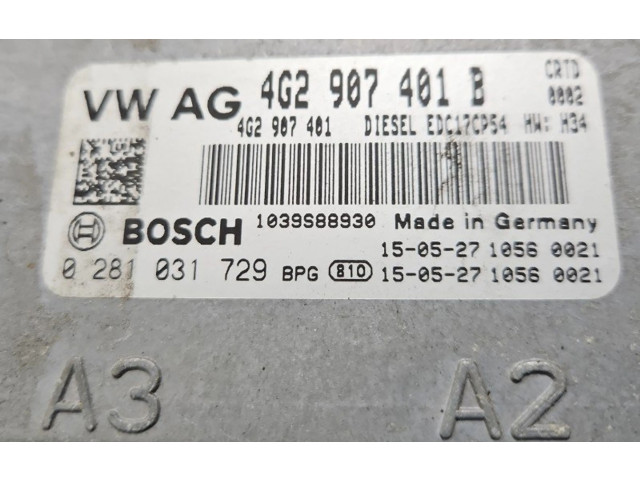 VW AG 4G2 907 401 B CRTD
0002
4G2 907 401 DIESEL EDC17CP54 HW: H34
BOSCH 1039S88930 Made in Germany
15-05-27 1056 0021
0 281 031 729 BPG 810 15-05-27 1056 0021
A3 A2